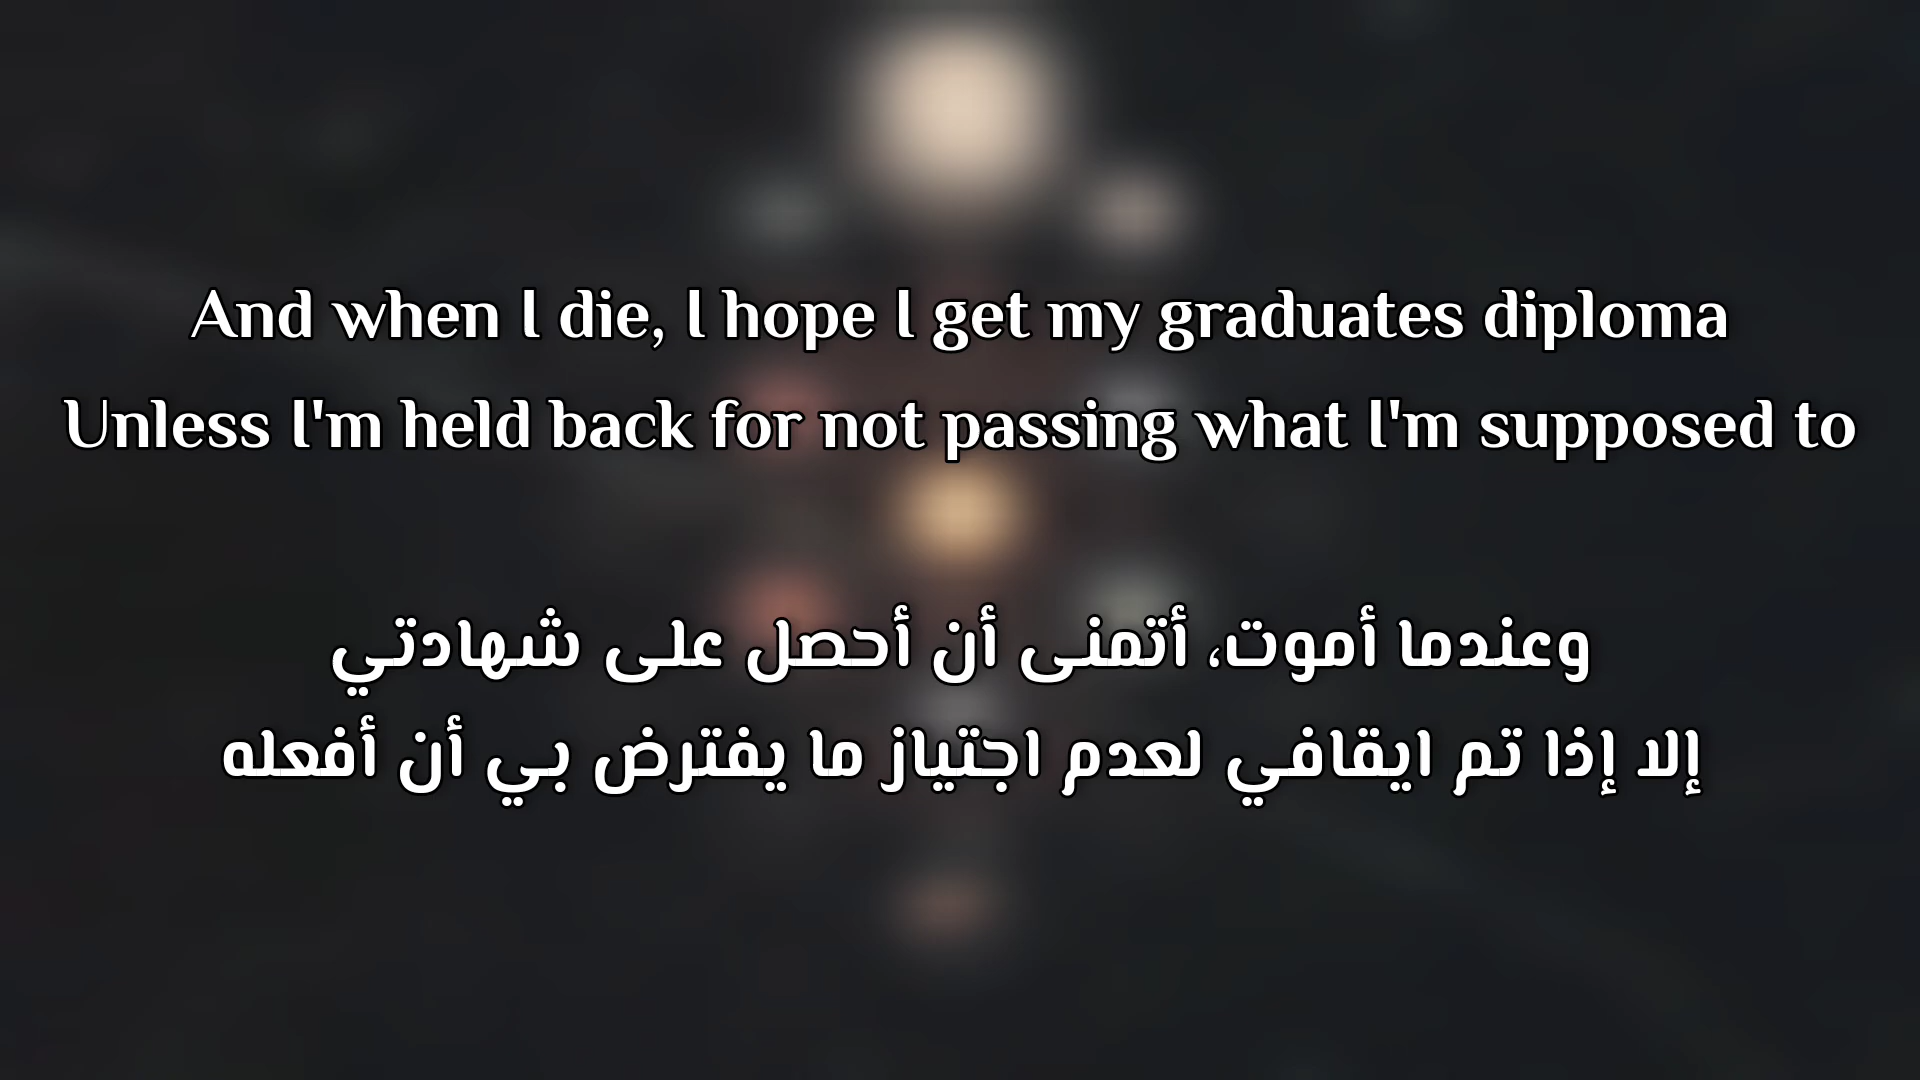 And when I die, I hope I get my graduates diploma
Unless I'm held back for not passing what I'm supposed to
وعندما أموت، أتمنى أن أحصل على شهادتي
إلا إذا تم ايقافي لعدم اجتياز ما يفترض بي أن أفعله